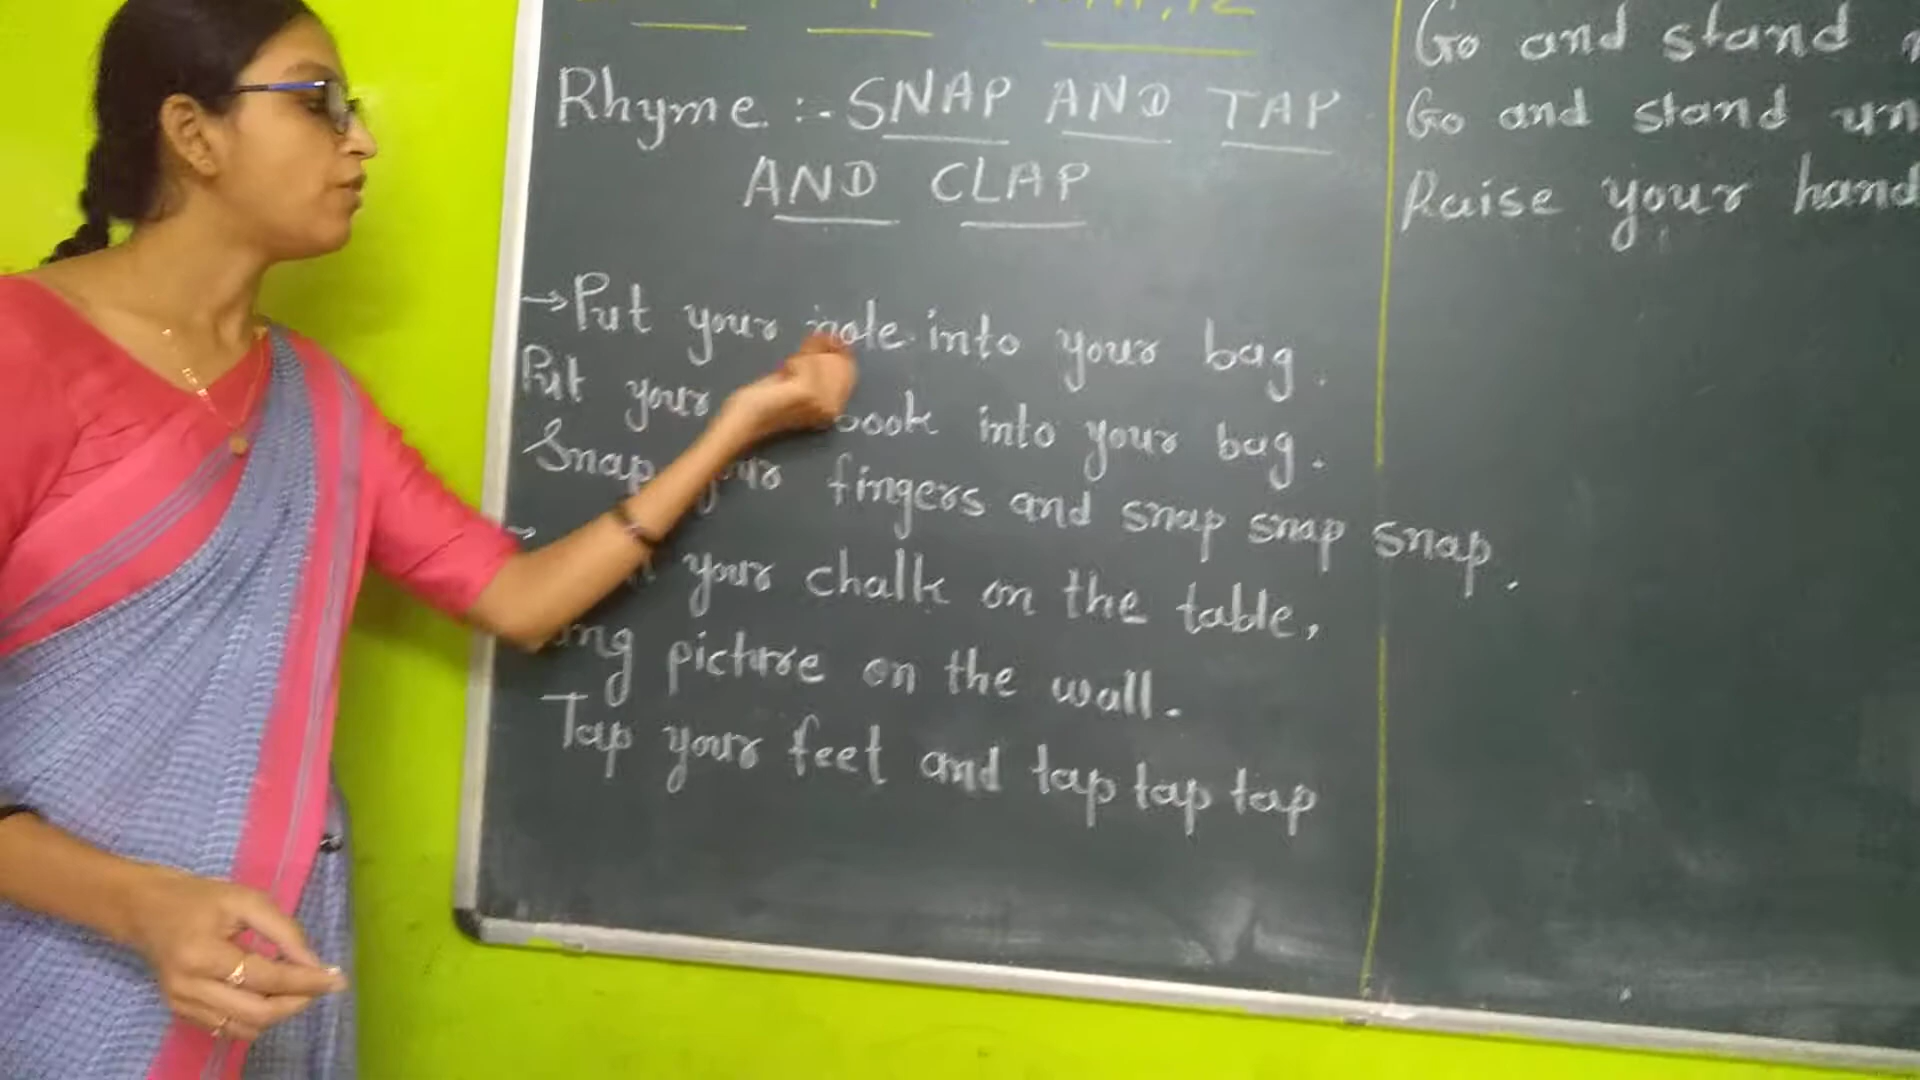 Rhyme :- SNAP AND TAP
AND CLAP
→Put your note into your bag.
Put your book into your bag.
Snap your fingers and snap snap snap.
→ your chalk on the table,
picture on the wall.
Tap your feet and tap tap tap
Go and stand
Go and stand
Raise your hand